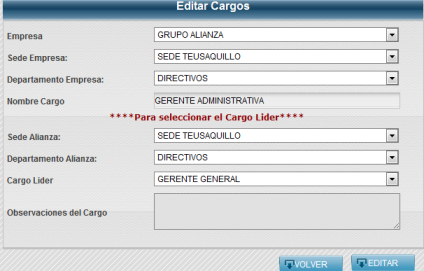 Editar Cargos
Empresa GRUPO ALIANZA
Sede Empresa: SEDE TEUSAQUILLO
Departamento Empresa: DIRECTIVOS
Nombre Cargo GERENTE ADMINISTRATIVA
****Para seleccionar el Cargo Lider****
Sede Alianza: SEDE TEUSAQUILLO
Departamento Alianza: DIRECTIVOS
Cargo Lider GERENTE GENERAL
Observaciones del Cargo
VOLVER EDITAR